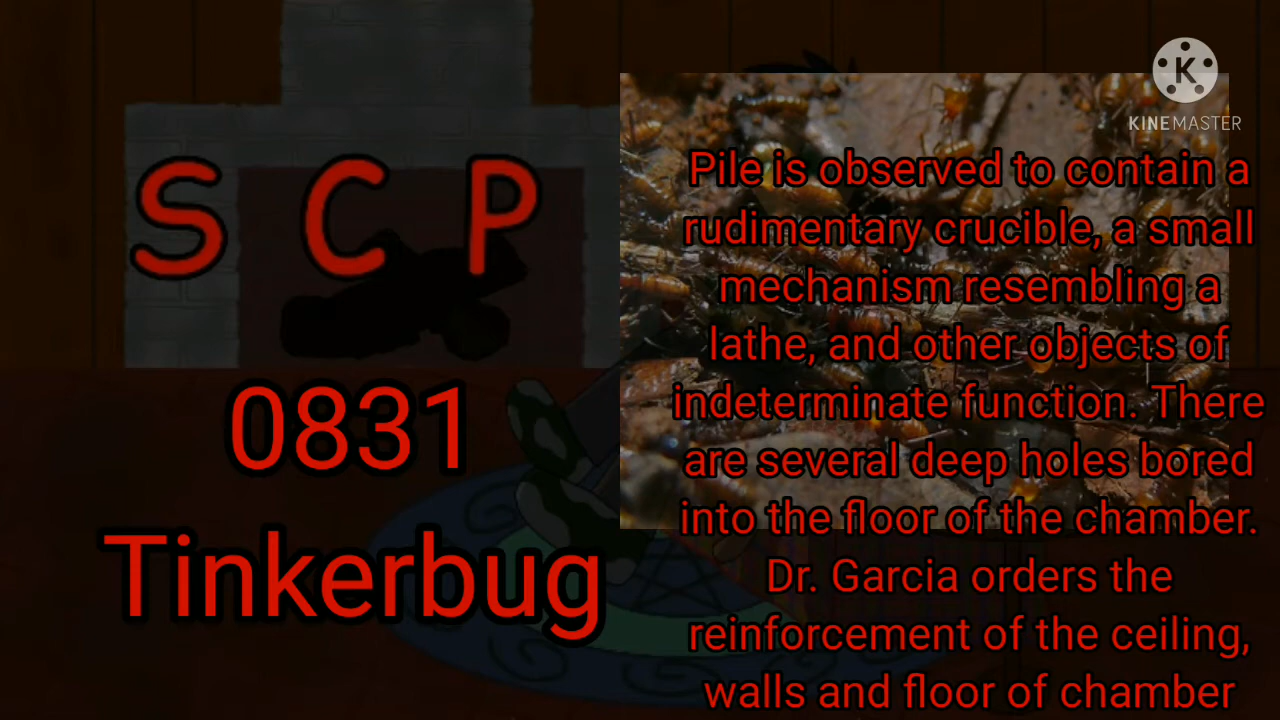 S C P
0831
Tinkerbug
Pile is observed to contain a
rudimentary crucible, a small
mechanism resembling a
lathe, and other objects of
indeterminate function. There
are several deep holes bored
into the floor of the chamber.
Dr. Garcia orders the
reinforcement of the ceiling,
walls and floor of chamber
K
KINEMASTER